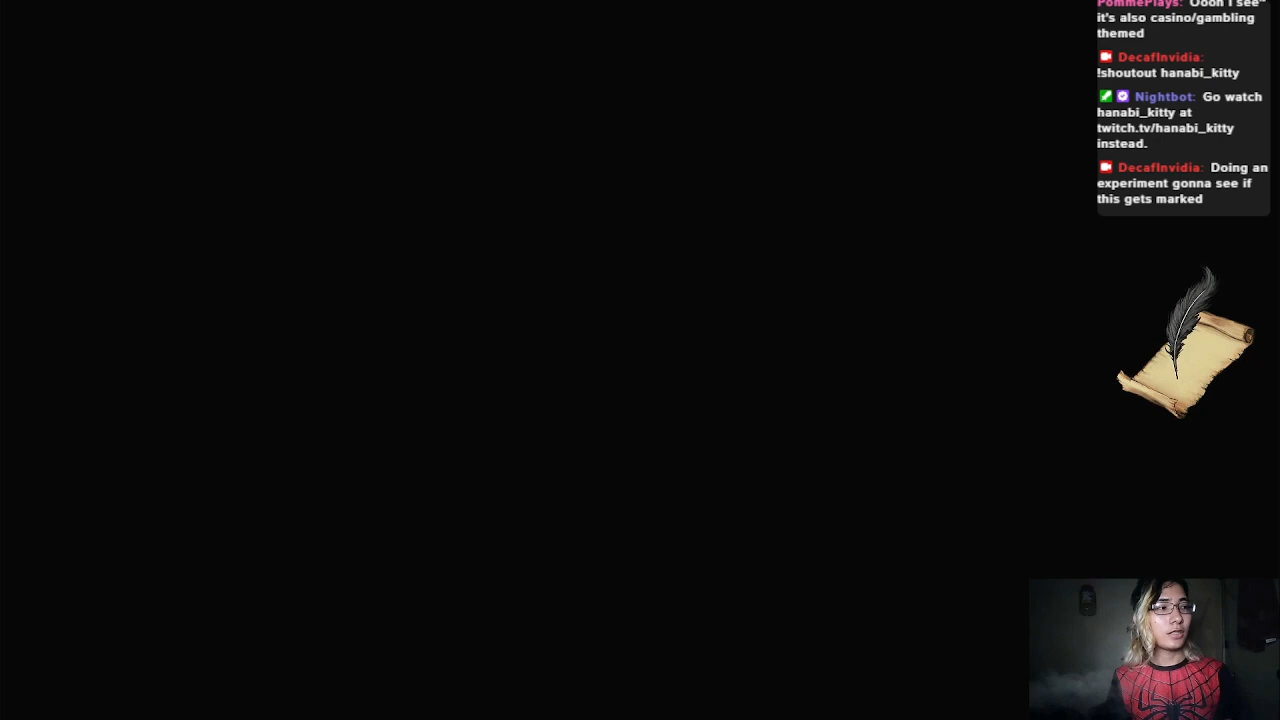 PommePlays: Oooh I see~
it's also casino/gambling
themed
DecafInvidia:
!shoutout hanabi_kitty
Nightbot: Go watch
hanabi_kitty at
twitch.tv/hanabi_kitty
instead.
DecafInvidia: Doing an
experiment gonna see if
this gets marked